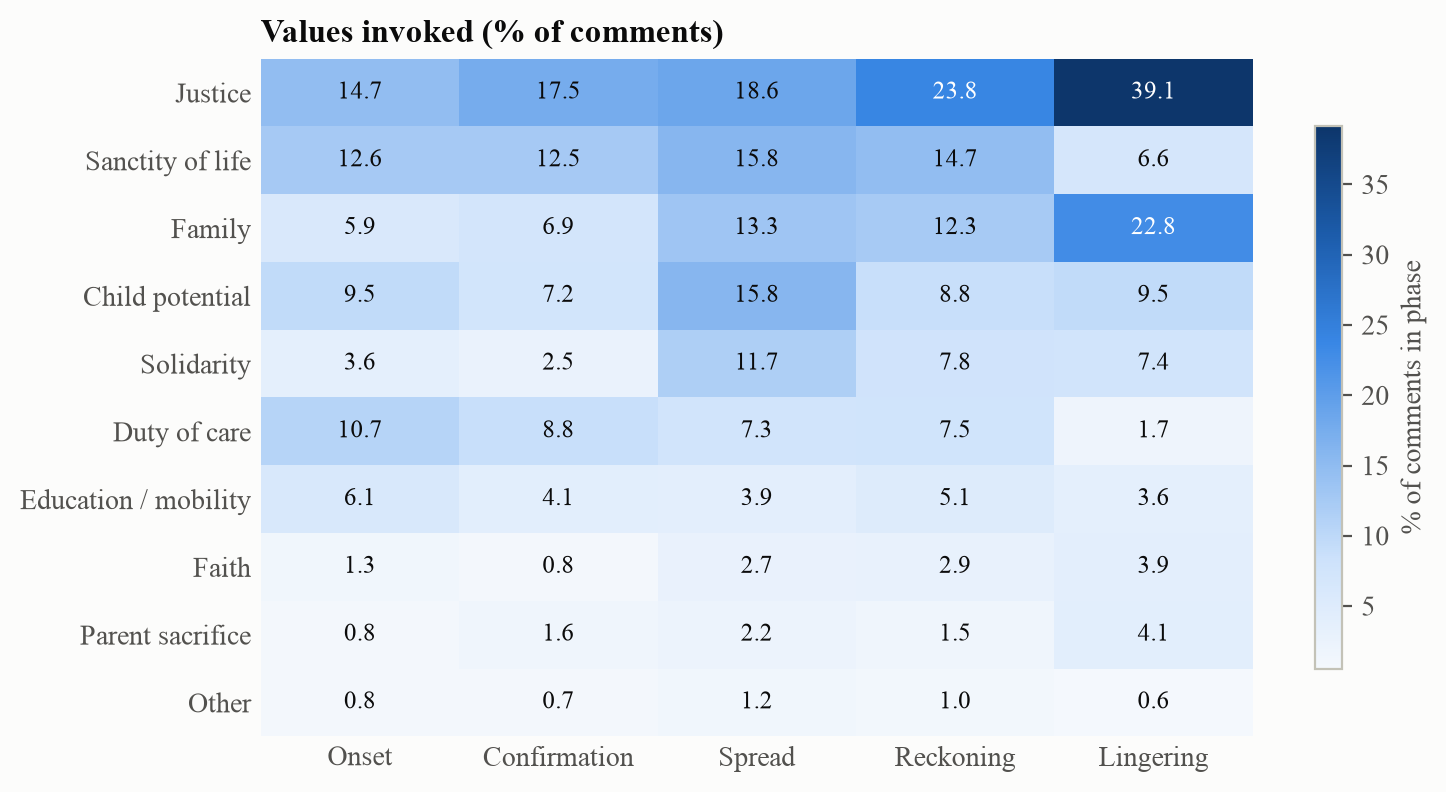 Values invoked (% of comments)
Justice 14.7 17.5 18.6 23.8 39.1
Sanctity of life 12.6 12.5 15.8 14.7 6.6
Family 5.9 6.9 13.3 12.3 22.8
Child potential 9.5 7.2 15.8 8.8 9.5
Solidarity 3.6 2.5 11.7 7.8 7.4
Duty of care 10.7 8.8 7.3 7.5 1.7
Education / mobility 6.1 4.1 3.9 5.1 3.6
Faith 1.3 0.8 2.7 2.9 3.9
Parent sacrifice 0.8 1.6 2.2 1.5 4.1
Other 0.8 0.7 1.2 1.0 0.6
Onset Confirmation Spread Reckoning Lingering
35
30
25
20
15
10
5
% of comments in phase